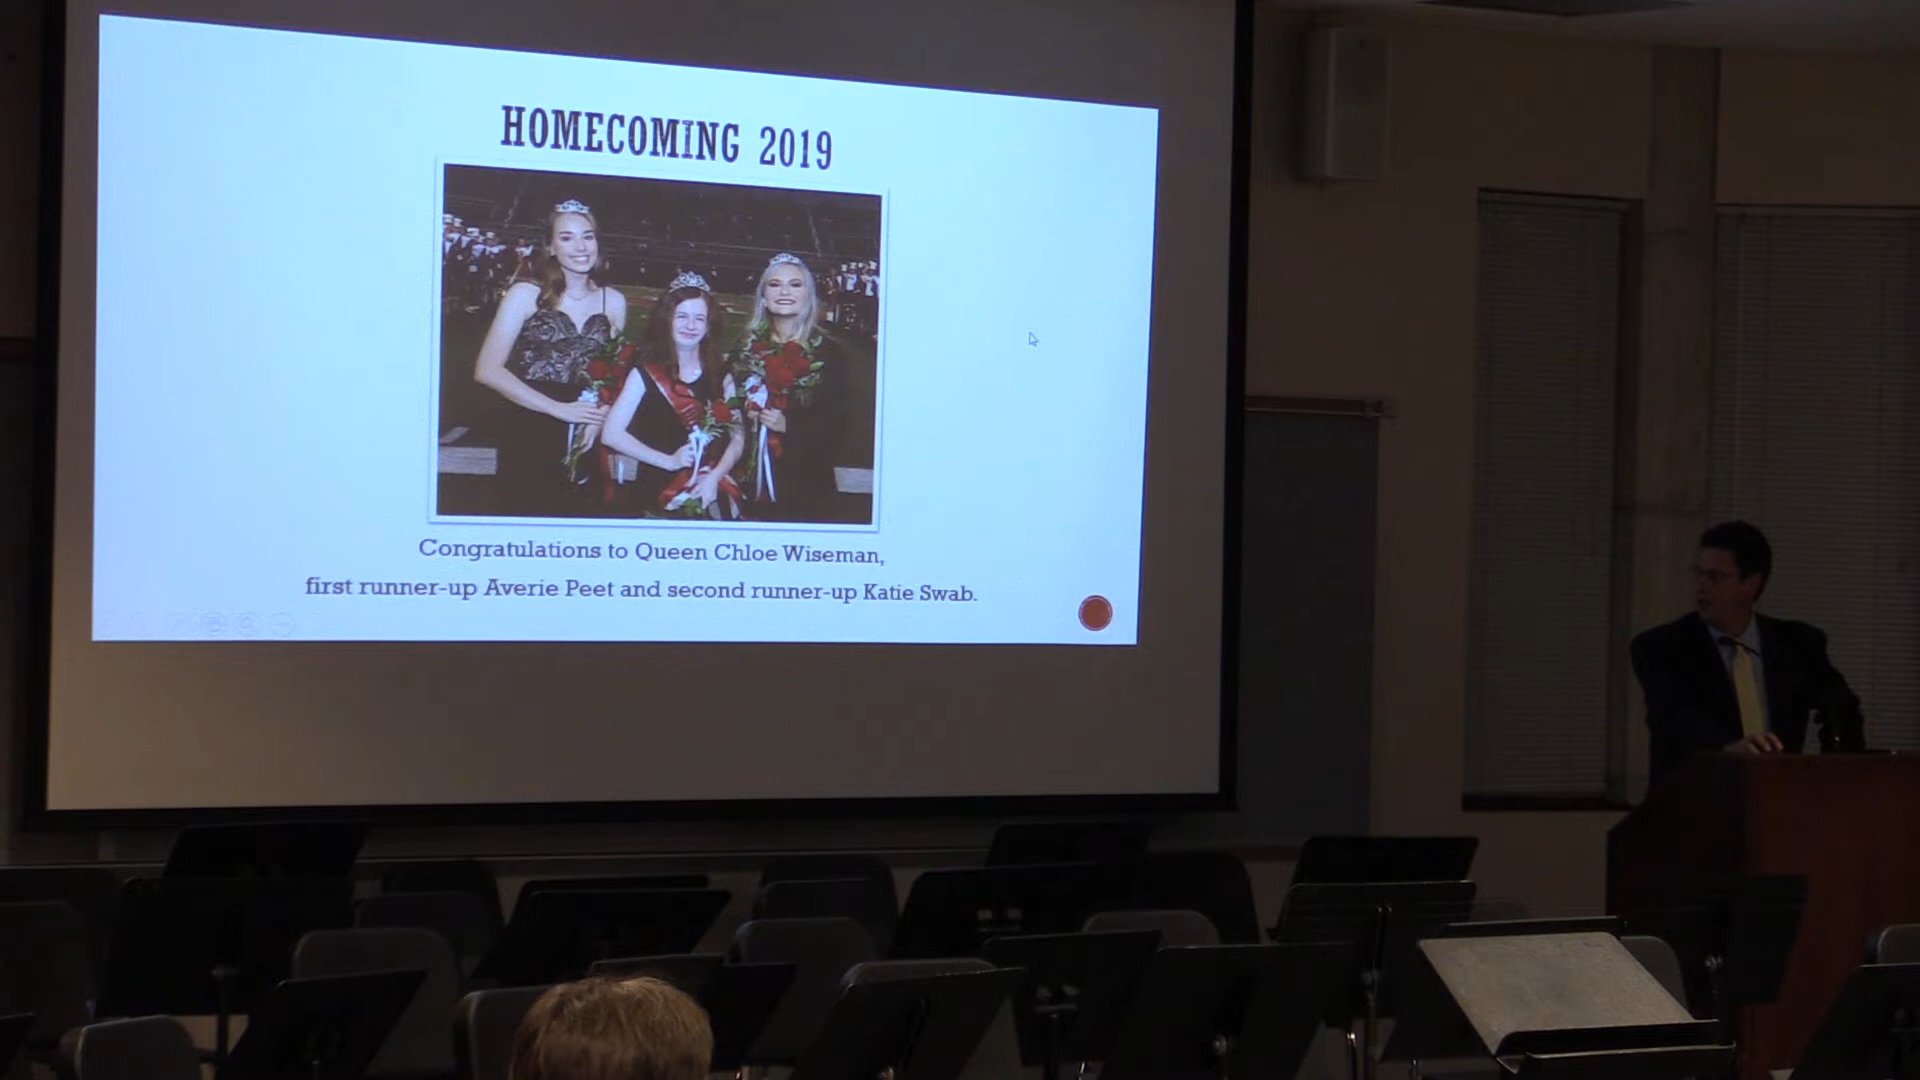 HOMECOMING 2019
Congratulations to Queen Chloe Wiseman,
first runner-up Averie Peet and second runner-up Katie Swab.